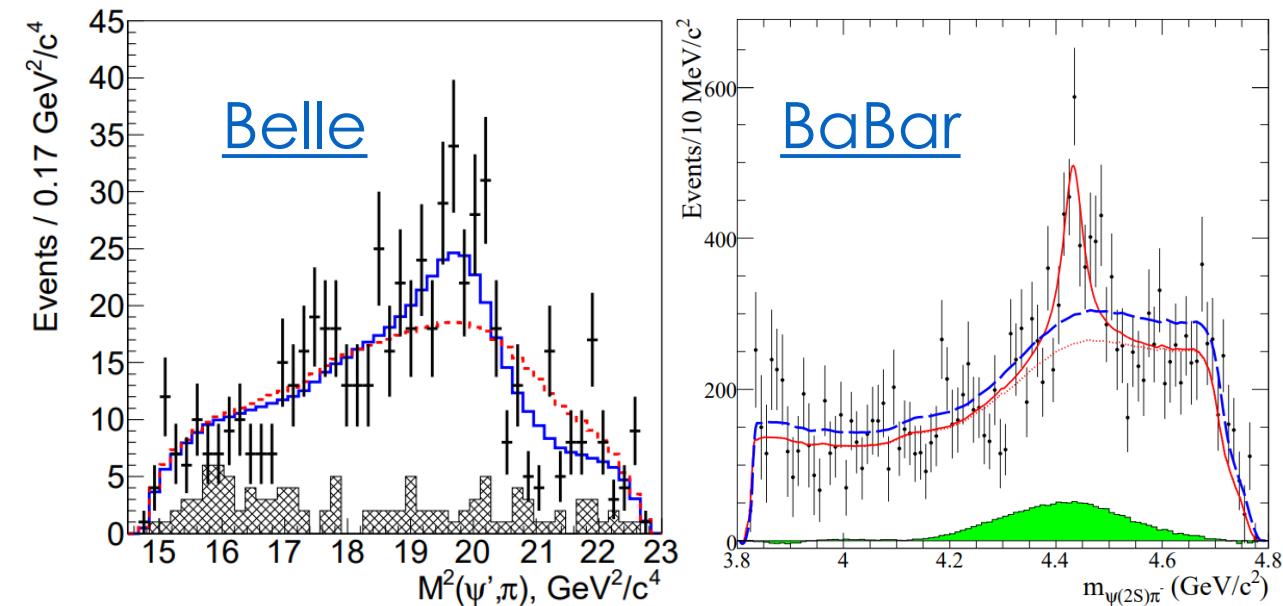 Belle
Events / 0.17 GeV²/c⁴
45
40
35
30
25
20
15
10
5
0
15 16 17 18 19 20 21 22 23
M²(ψ',π), GeV²/c⁴
BaBar
Events/10 MeV/c²
600
400
200
0
3.8 4 4.2 4.4 4.6 4.8
m_ψ(2S)π⁻ (GeV/c²)